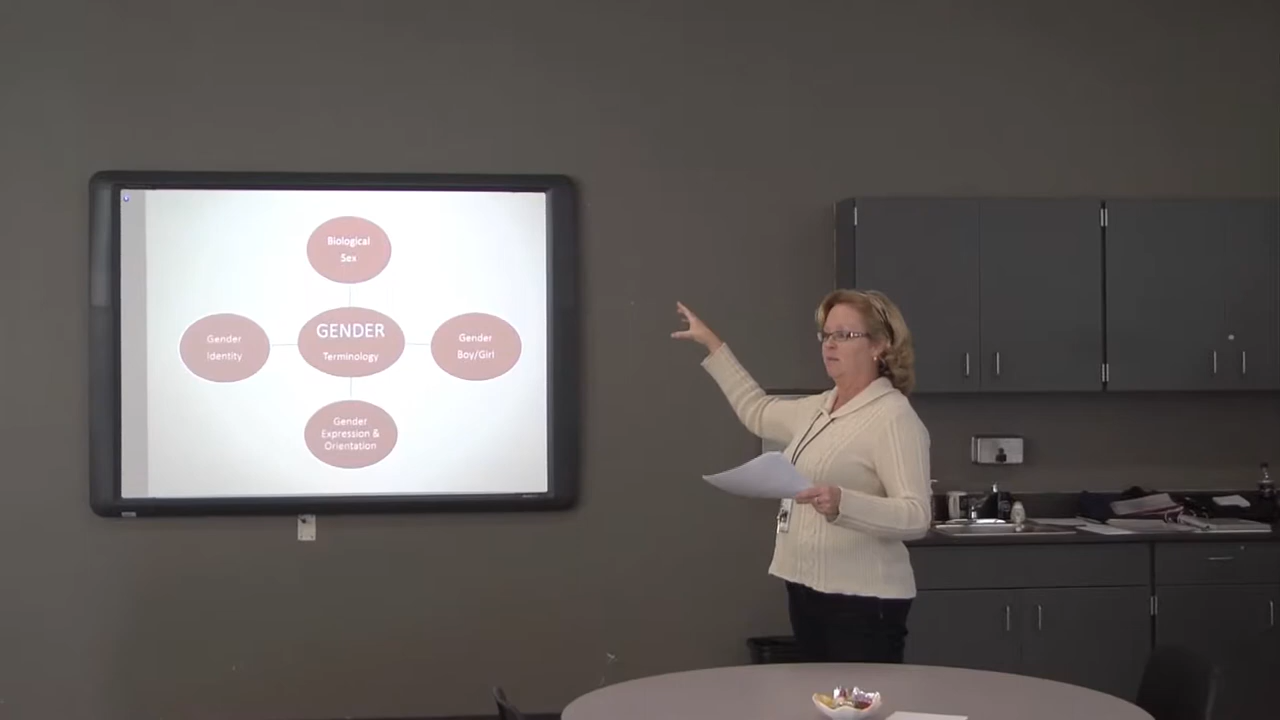 Biological
Sex
Gender
Identity
GENDER
Terminology
Gender
Boy/Girl
Gender
Expression &
Orientation